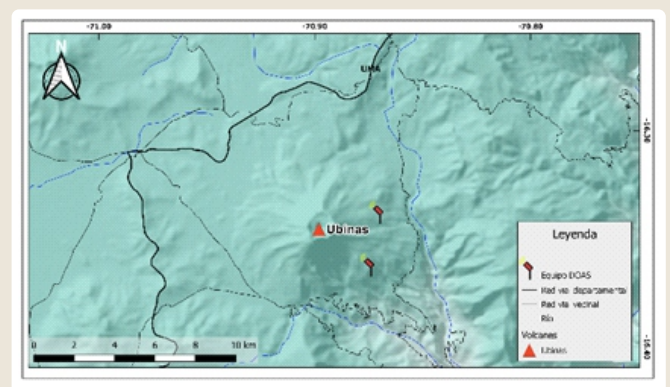 -71.00 -70.90 -70.80
N
UMA
-16.30
Ubinas
Leyenda
Equipo DOAS
Red vial departamental
Red vial vecinal
Río
Volcanes
Ubinas
0 2 4 6 8 10 km
-16.40